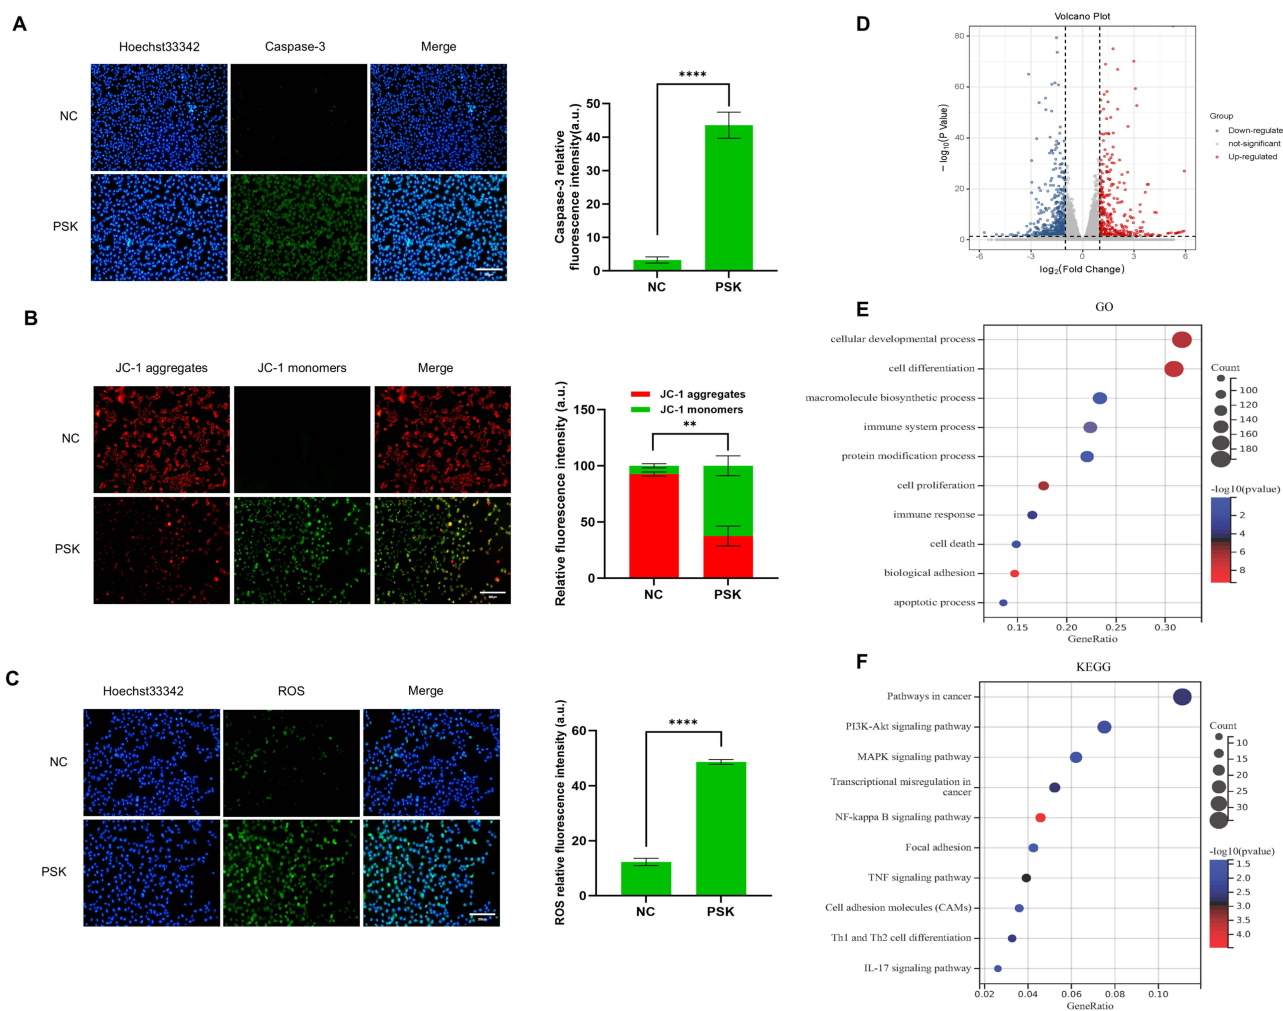 A
Hoechst33342 Caspase-3 Merge
NC
PSK
Caspase-3 relative
fluorescence intensity(a.u.)
50
40
30
20
10
0
****
NC PSK
B
JC-1 aggregates JC-1 monomers Merge
NC
PSK
Relative fluorescence intensity (a.u.)
JC-1 aggregates
JC-1 monomers
150
100
50
0
**
NC PSK
C
Hoechst33342 ROS Merge
NC
PSK
ROS relative fluorescence intensity (a.u.)
60
40
20
0
****
NC PSK
D
Volcano Plot
−log10(P Value)
80
60
40
20
0
-6 -3 0 3 6
log2(Fold Change)
Group
Down-regulate
not-significant
Up-regulated
E
GO
cellular developmental process
cell differentiation
macromolecule biosynthetic process
immune system process
protein modification process
cell proliferation
immune response
cell death
biological adhesion
apoptotic process
0.15 0.20 0.25 0.30
GeneRatio
Count
100
120
140
160
180
-log10(pvalue)
2
4
6
8
F
KEGG
Pathways in cancer
PI3K-Akt signaling pathway
MAPK signaling pathway
Transcriptional misregulation in
cancer
NF-kappa B signaling pathway
Focal adhesion
TNF signaling pathway
Cell adhesion molecules (CAMs)
Th1 and Th2 cell differentiation
IL-17 signaling pathway
0.02 0.04 0.06 0.08 0.10
GeneRatio
Count
10
15
20
25
30
-log10(pvalue)
1.5
2.0
2.5
3.0
3.5
4.0